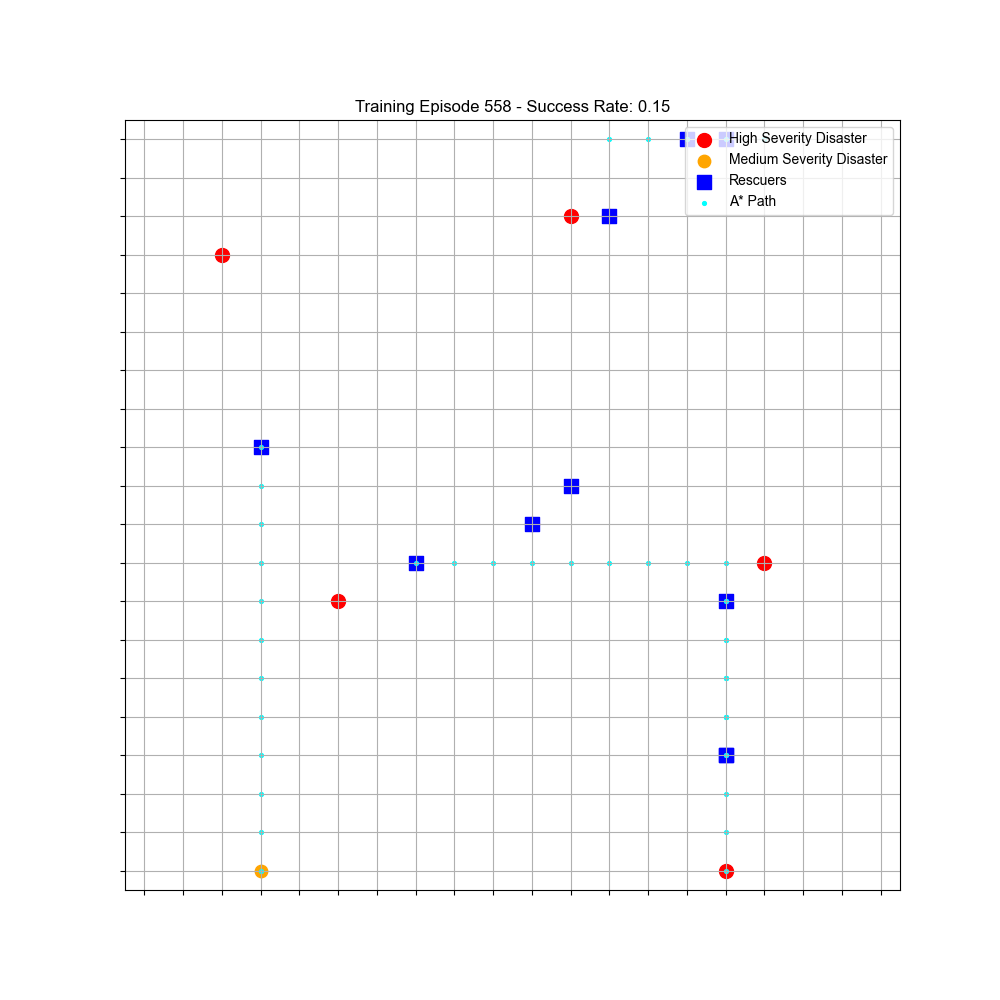 Training Episode 558 - Success Rate: 0.15
High Severity Disaster
Medium Severity Disaster
Rescuers
A* Path